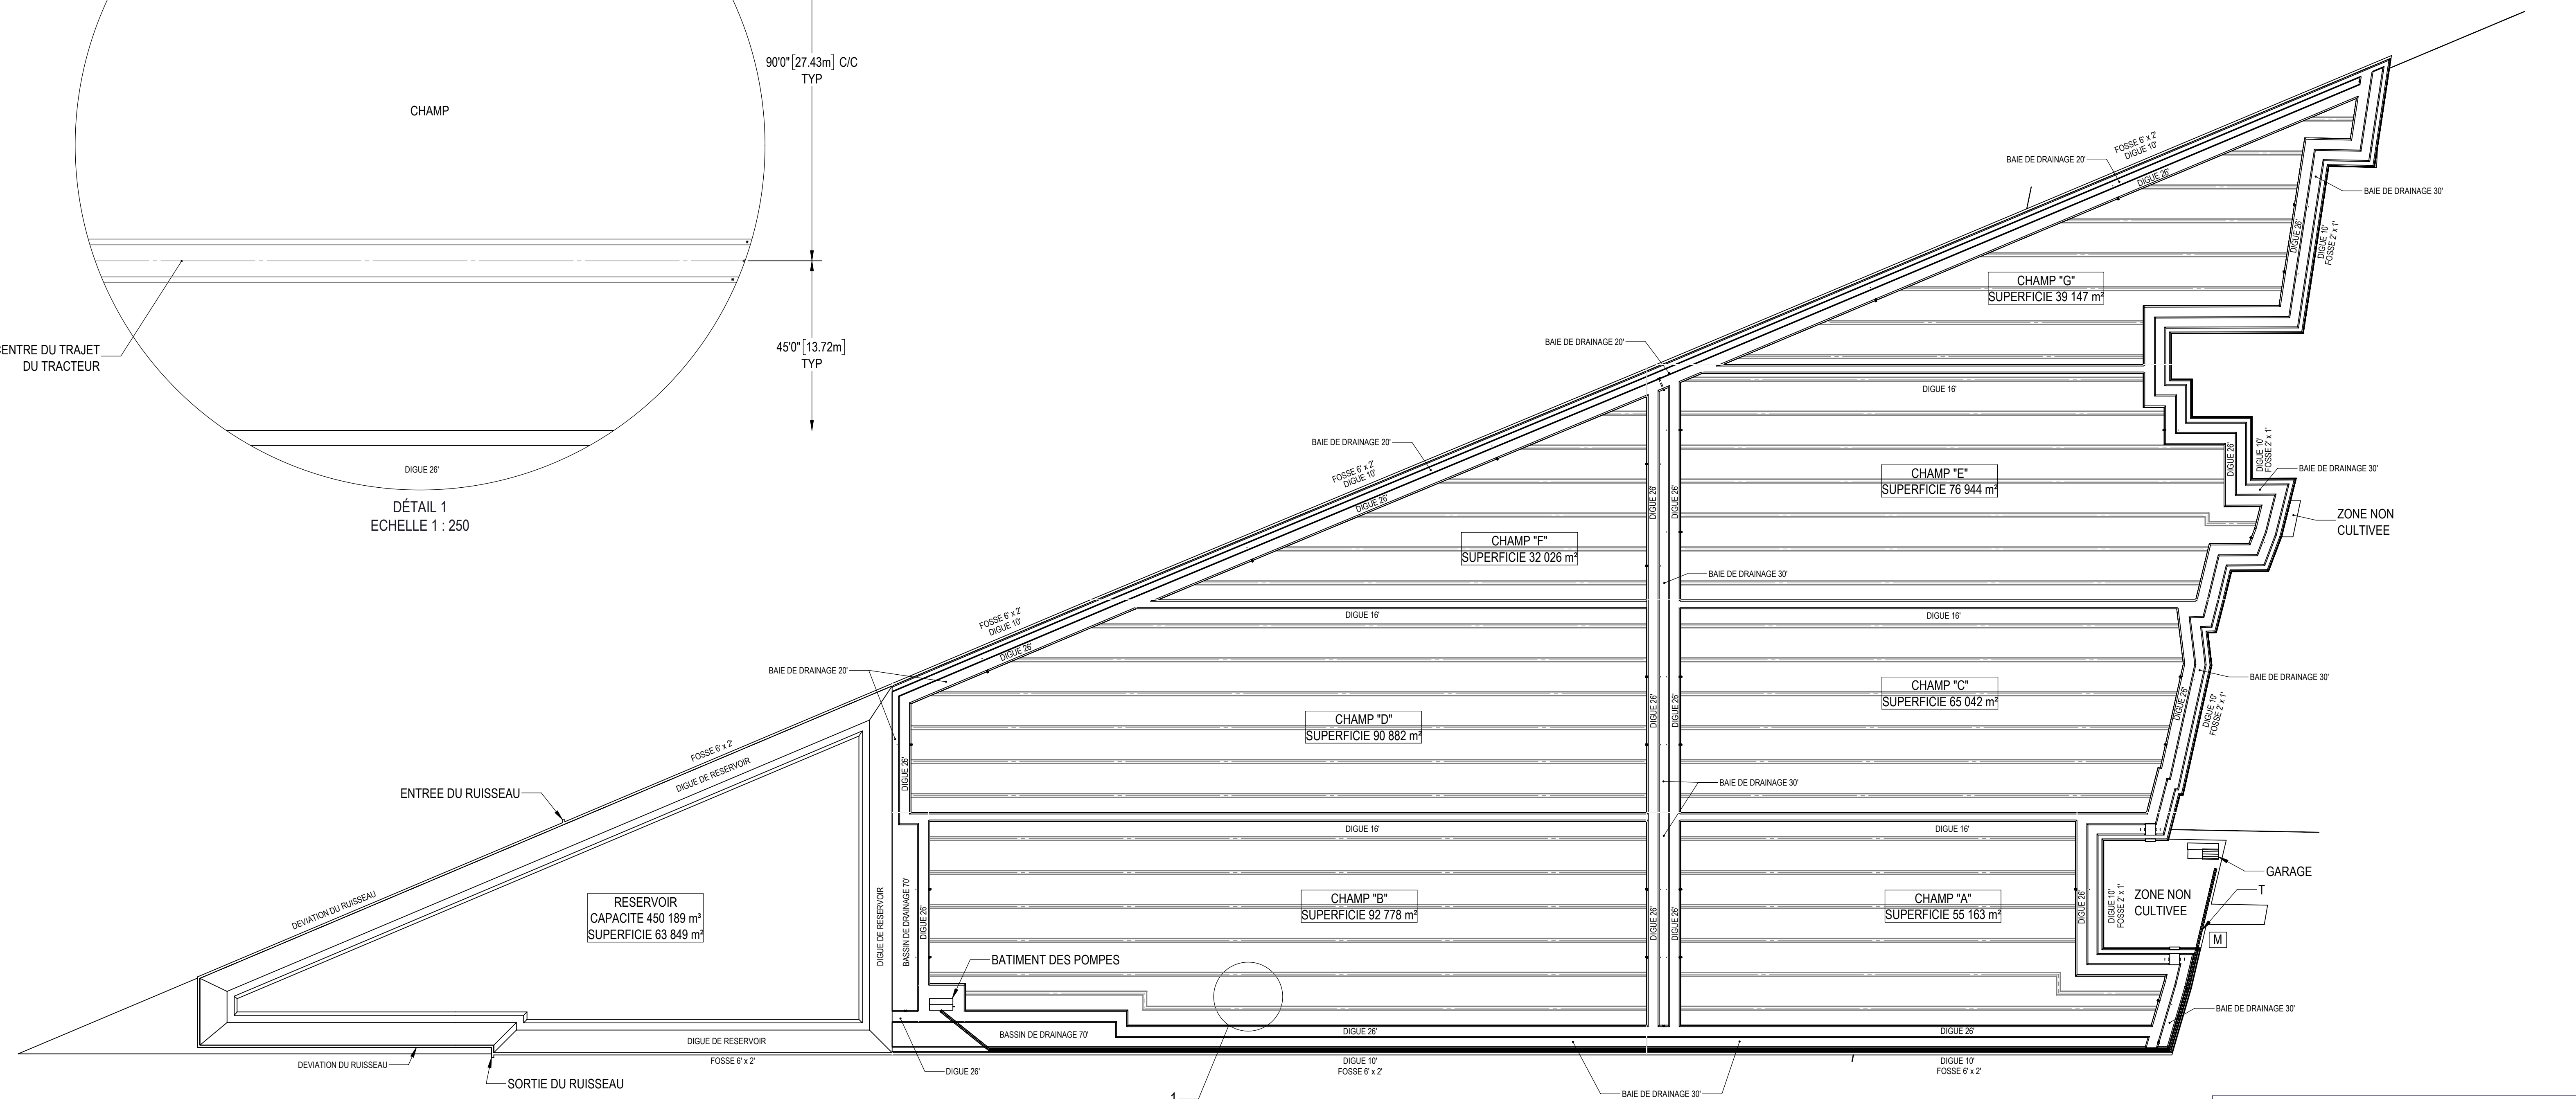 90'0" [27.43m] C/C
TYP
CHAMP
CENTRE DU TRAJET
DU TRACTEUR
45'0" [13.72m]
TYP
DIGUE 26'
DÉTAIL 1
ECHELLE 1 : 250
FOSSE 6' x 2'
DIGUE 10'
BAIE DE DRAINAGE 20'
DIGUE 26'
BAIE DE DRAINAGE 30'
DIGUE 26'
DIGUE 10'
FOSSE 2' x 1'
CHAMP "G"
SUPERFICIE 39 147 m²
BAIE DE DRAINAGE 20'
DIGUE 16'
BAIE DE DRAINAGE 20'
FOSSE 6' x 2'
DIGUE 10'
DIGUE 26'
DIGUE 26'
DIGUE 26'
CHAMP "E"
SUPERFICIE 76 944 m²
DIGUE 26'
DIGUE 10'
FOSSE 2' x 1'
BAIE DE DRAINAGE 30'
ZONE NON
CULTIVEE
CHAMP "F"
SUPERFICIE 32 026 m²
BAIE DE DRAINAGE 30'
FOSSE 6' x 2'
DIGUE 10'
DIGUE 26'
DIGUE 16'
DIGUE 16'
BAIE DE DRAINAGE 20'
CHAMP "D"
SUPERFICIE 90 882 m²
DIGUE 26'
DIGUE 26'
DIGUE 26'
CHAMP "C"
SUPERFICIE 65 042 m²
DIGUE 26'
DIGUE 10'
FOSSE 2' x 1'
BAIE DE DRAINAGE 30'
BAIE DE DRAINAGE 30'
FOSSE 6' x 2'
DIGUE DE RESERVOIR
ENTREE DU RUISSEAU
DEVIATION DU RUISSEAU
RESERVOIR
CAPACITE 450 189 m³
SUPERFICIE 63 849 m²
DIGUE DE RESERVOIR
BASSIN DE DRAINAGE 70'
DIGUE 26'
DIGUE 16'
DIGUE 16'
CHAMP "B"
SUPERFICIE 92 778 m²
DIGUE 26'
DIGUE 26'
CHAMP "A"
SUPERFICIE 55 163 m²
DIGUE 26'
DIGUE 10'
FOSSE 2' x 1'
ZONE NON
CULTIVEE
GARAGE
T
M
BATIMENT DES POMPES
BAIE DE DRAINAGE 30'
DIGUE DE RESERVOIR
FOSSE 6' x 2'
BASSIN DE DRAINAGE 70'
DIGUE 26'
DIGUE 26'
DIGUE 10'
FOSSE 6' x 2'
DIGUE 10'
FOSSE 6' x 2'
DEVIATION DU RUISSEAU
SORTIE DU RUISSEAU
DIGUE 26'
1
BAIE DE DRAINAGE 30'